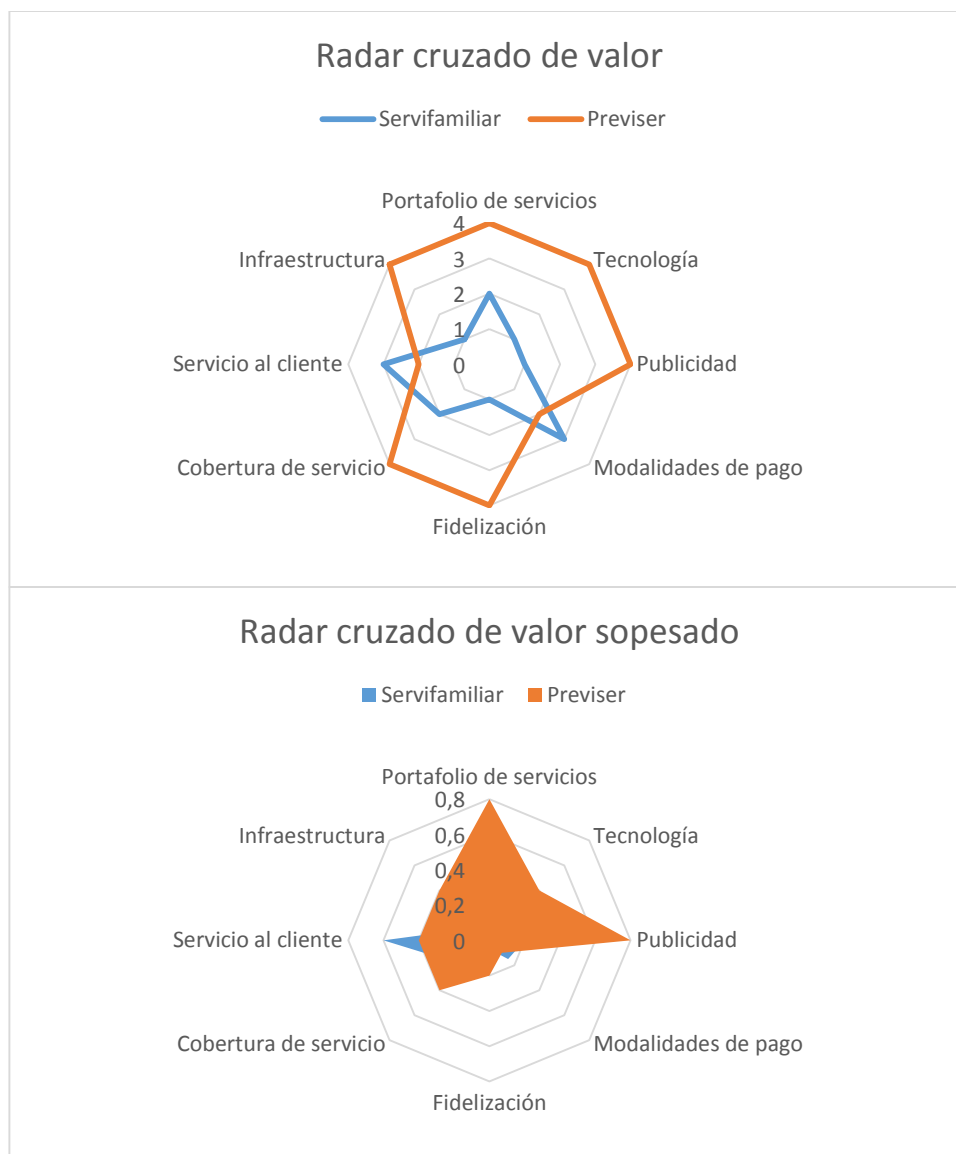 Radar cruzado de valor
Servifamiliar Previser
Portafolio de servicios
4
Infraestructura 3 Tecnología
2
1
Servicio al cliente 0 Publicidad
Cobertura de servicio Modalidades de pago
Fidelización
Radar cruzado de valor sopesado
Servifamiliar Previser
Portafolio de servicios
0,8
Infraestructura 0,6 Tecnología
0,4
0,2
Servicio al cliente 0 Publicidad
Cobertura de servicio Modalidades de pago
Fidelización